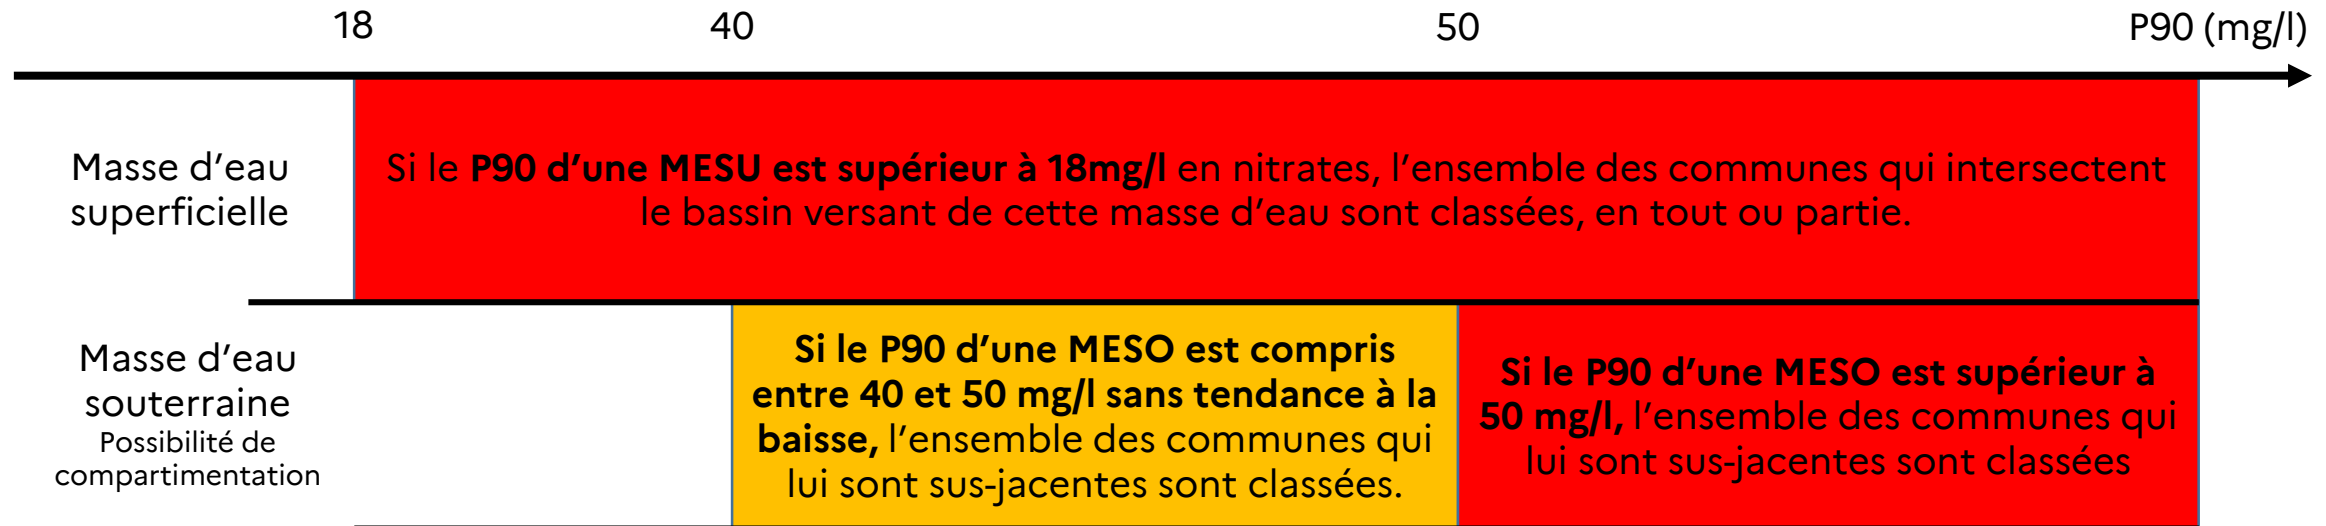 18 40 50 P90 (mg/l)
Masse d’eau
superficielle
Si le P90 d’une MESU est supérieur à 18mg/l en nitrates, l’ensemble des communes qui intersectent
le bassin versant de cette masse d’eau sont classées, en tout ou partie.
Masse d’eau
souterraine
Possibilité de
compartimentation
Si le P90 d’une MESO est compris
entre 40 et 50 mg/l sans tendance à la
baisse, l’ensemble des communes qui
lui sont sus-jacentes sont classées.
Si le P90 d’une MESO est supérieur à
50 mg/l, l’ensemble des communes qui
lui sont sus-jacentes sont classées